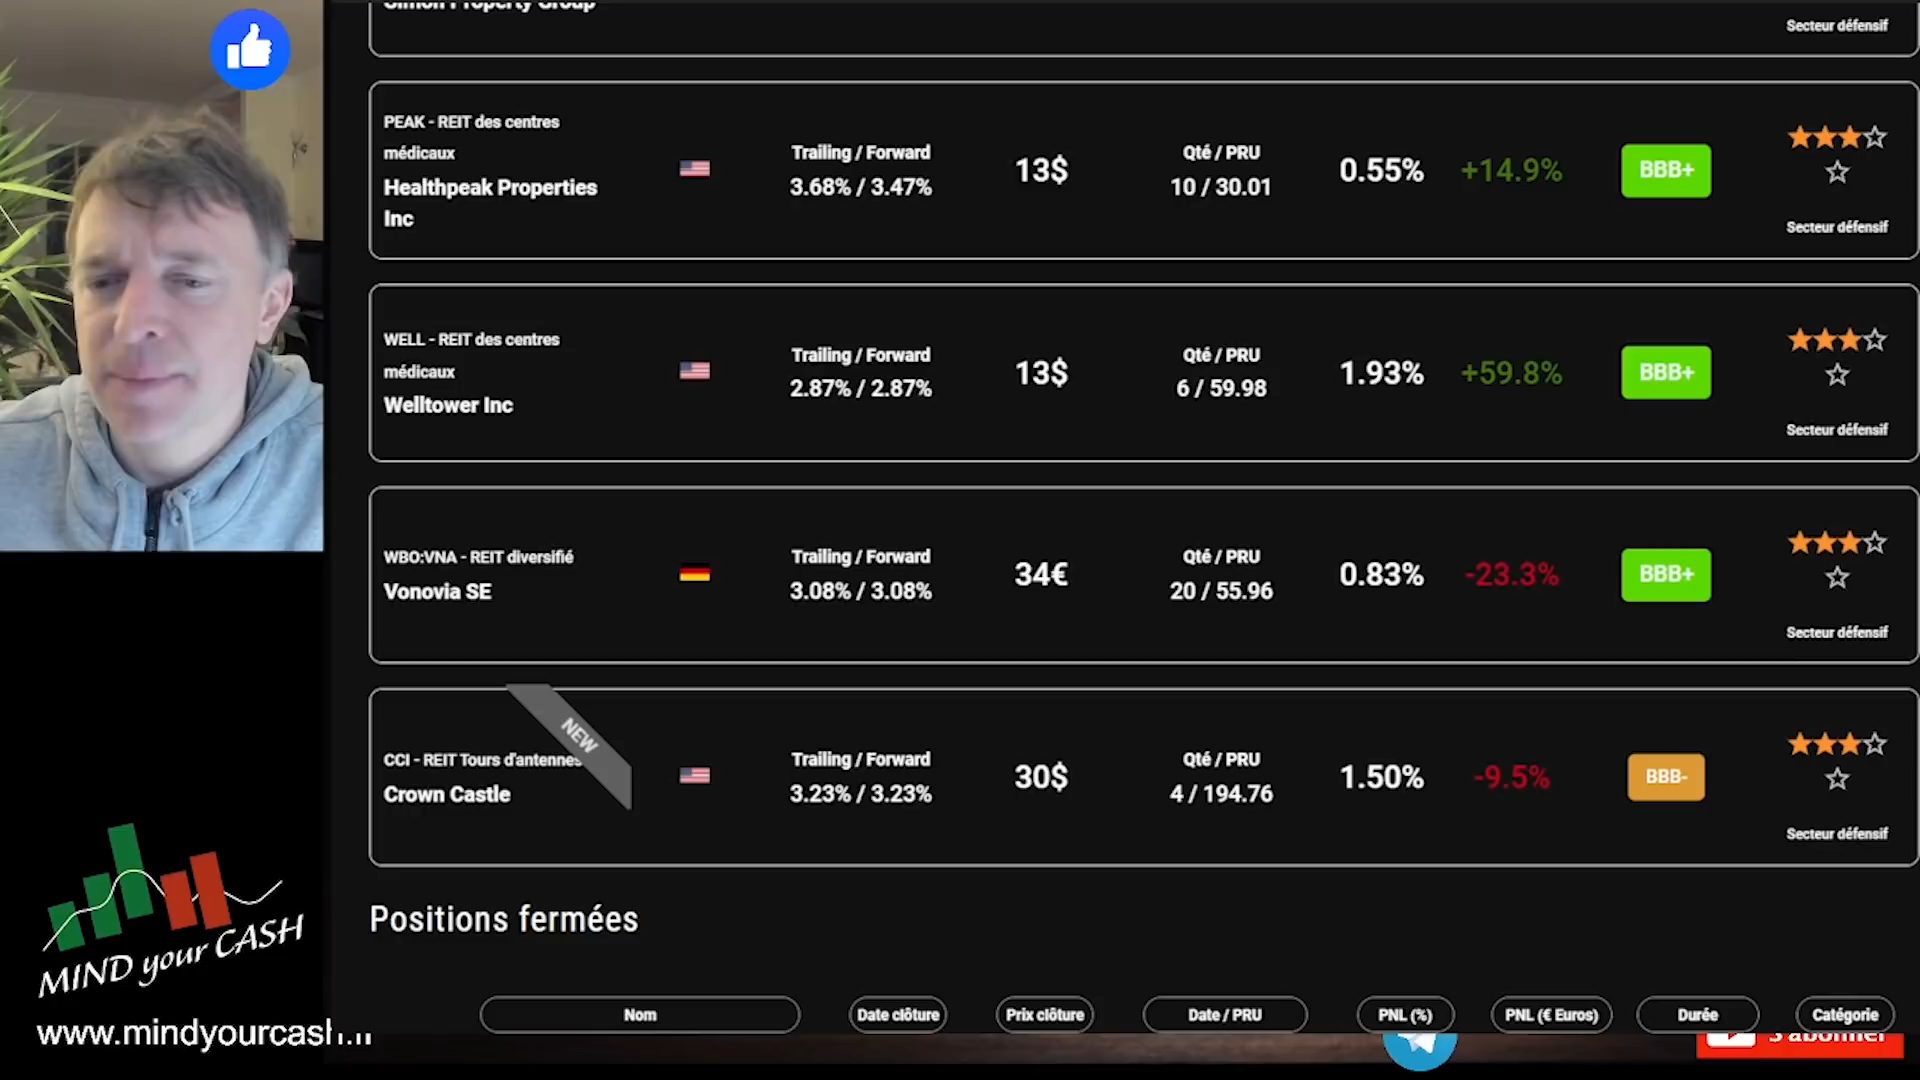 Simon Property Group
Secteur défensif
PEAK - REIT des centres
médicaux
Healthpeak Properties
Inc
Trailing / Forward
3.68% / 3.47%
13$
Qté / PRU
10 / 30.01
0.55%
+14.9%
BBB+
Secteur défensif
WELL - REIT des centres
médicaux
Welltower Inc
Trailing / Forward
2.87% / 2.87%
13$
Qté / PRU
6 / 59.98
1.93%
+59.8%
BBB+
Secteur défensif
WBO:VNA - REIT diversifié
Vonovia SE
Trailing / Forward
3.08% / 3.08%
34€
Qté / PRU
20 / 55.96
0.83%
-23.3%
BBB+
Secteur défensif
NEW
CCI - REIT Tours d'antennes
Crown Castle
Trailing / Forward
3.23% / 3.23%
30$
Qté / PRU
4 / 194.76
1.50%
-9.5%
BBB-
Secteur défensif
Positions fermées
Nom
Date clôture
Prix clôture
Date / PRU
PNL (%)
PNL (€ Euros)
Durée
Catégorie
MIND your CASH
www.mindyourcash
S'abonner